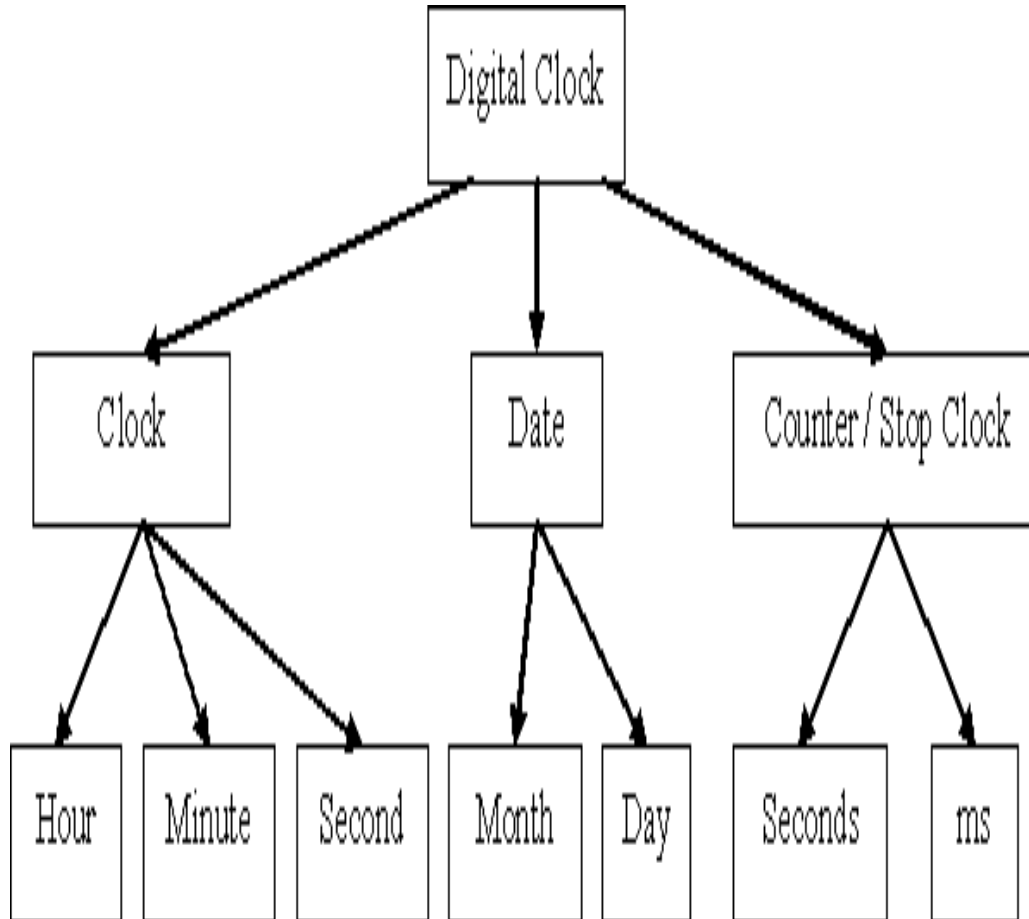 Digital Clock
Clock
Date
Counter / Stop Clock
Hour
Minute
Second
Month
Day
Seconds
ms